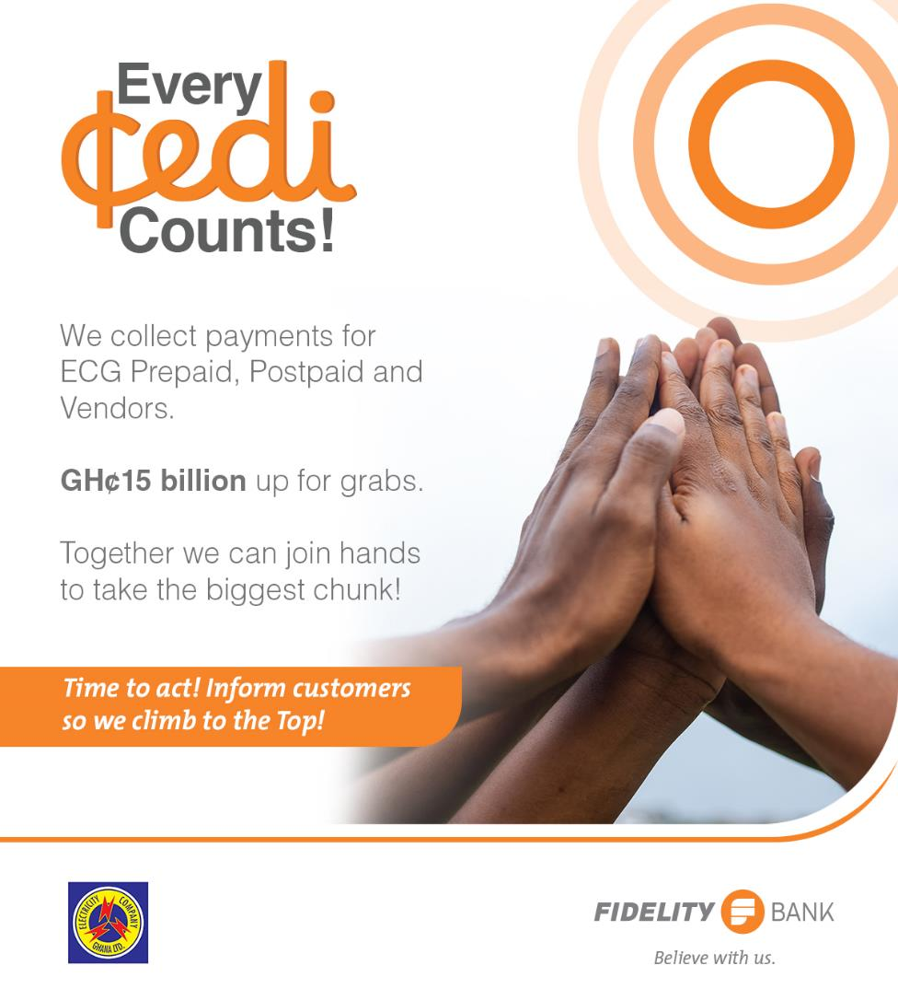 Every
¢edi
Counts!
We collect payments for
ECG Prepaid, Postpaid and
Vendors.
GH¢15 billion up for grabs.
Together we can join hands
to take the biggest chunk!
Time to act! Inform customers
so we climb to the Top!
ELECTRICITY COMPANY
GHANA LTD.
FIDELITY BANK
Believe with us.